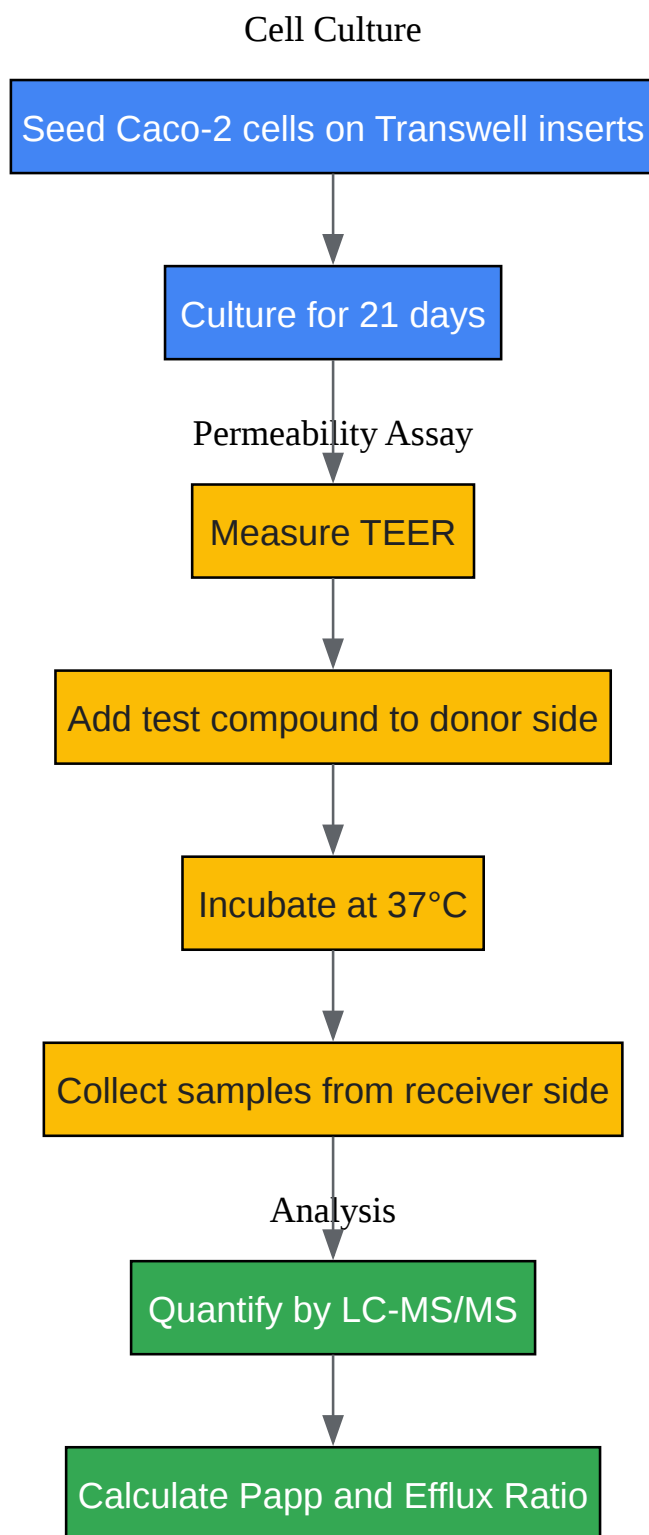 Cell Culture
Seed Caco-2 cells on Transwell inserts
Culture for 21 days
Permeability Assay
Measure TEER
Add test compound to donor side
Incubate at 37°C
Collect samples from receiver side
Analysis
Quantify by LC-MS/MS
Calculate Papp and Efflux Ratio